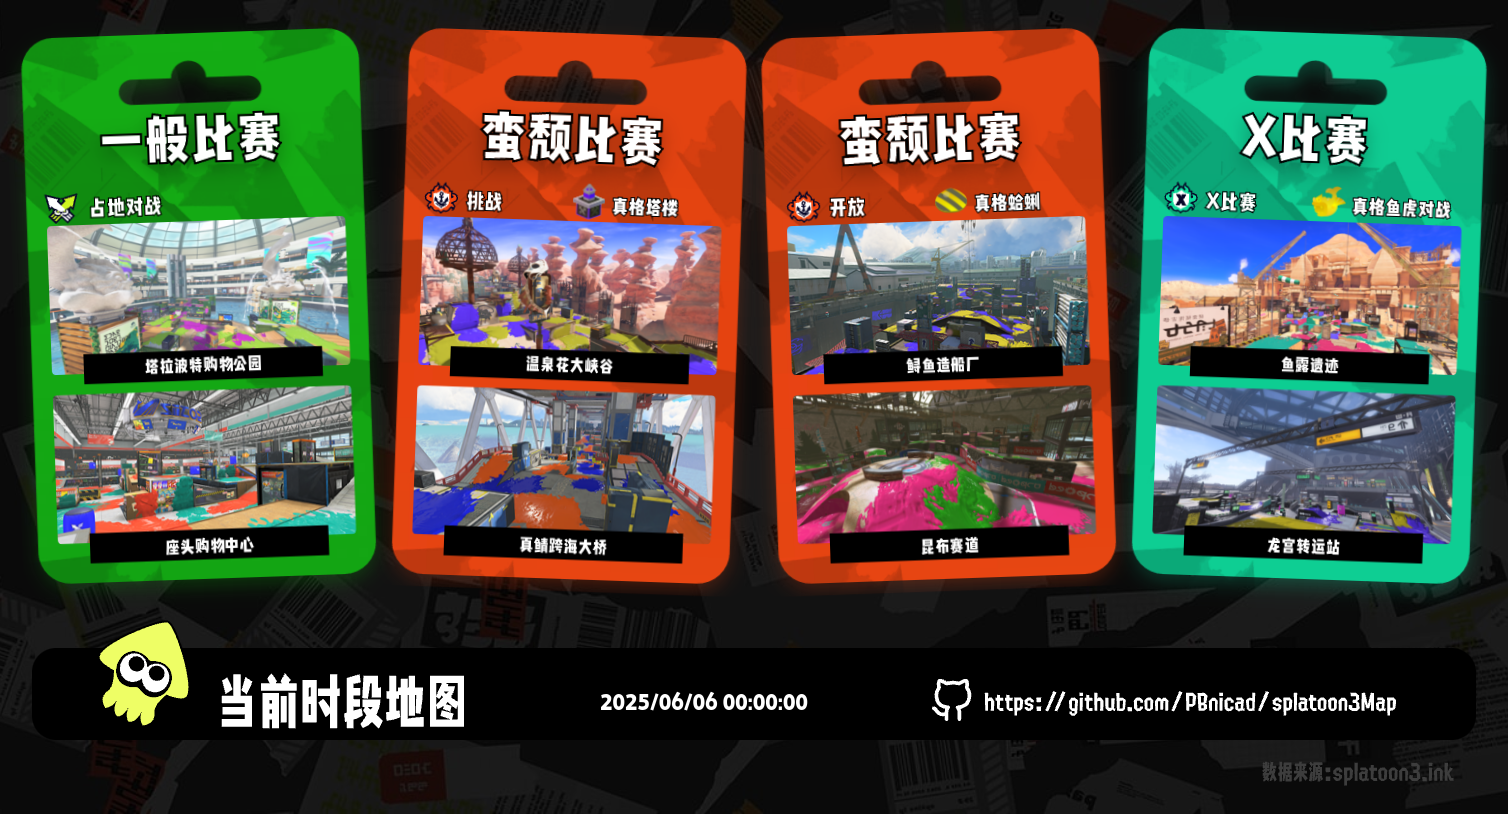 一般比赛
占地对战
塔拉波特购物公园
座头购物中心
蛮颓比赛
挑战
真格塔楼
温泉花大峡谷
真鲭跨海大桥
蛮颓比赛
开放
真格蛤蜊
鲟鱼造船厂
昆布赛道
X比赛
X比赛
真格鱼虎对战
鱼露遗迹
龙宫转运站
当前时段地图
2025/06/06 00:00:00
https://github.com/PBnicad/splatoon3Map
数据来源:splatoon3.ink